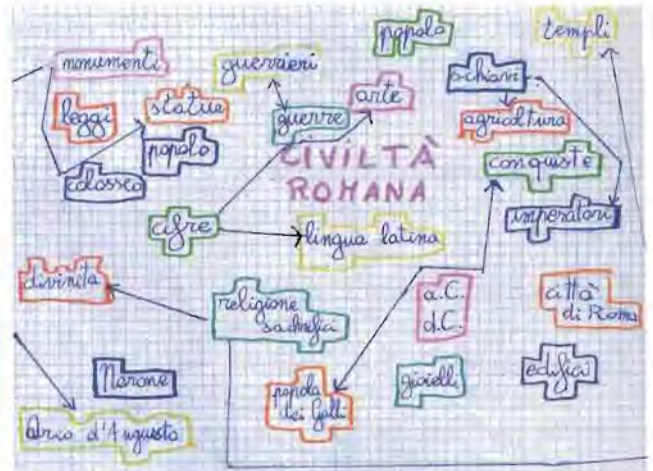 popolo
templi
monumenti
guerrieri
schiavi
arte
leggi
statue
guerre
agricoltura
popolo
CIVILTÀ
ROMANA
conquiste
colosseo
imperatori
cifre
lingua latina
divinità
religione
a.C.
d.C.
città
di Roma
Nerone
popolo
dei Galli
gioielli
edifici
Arco d'Augusto